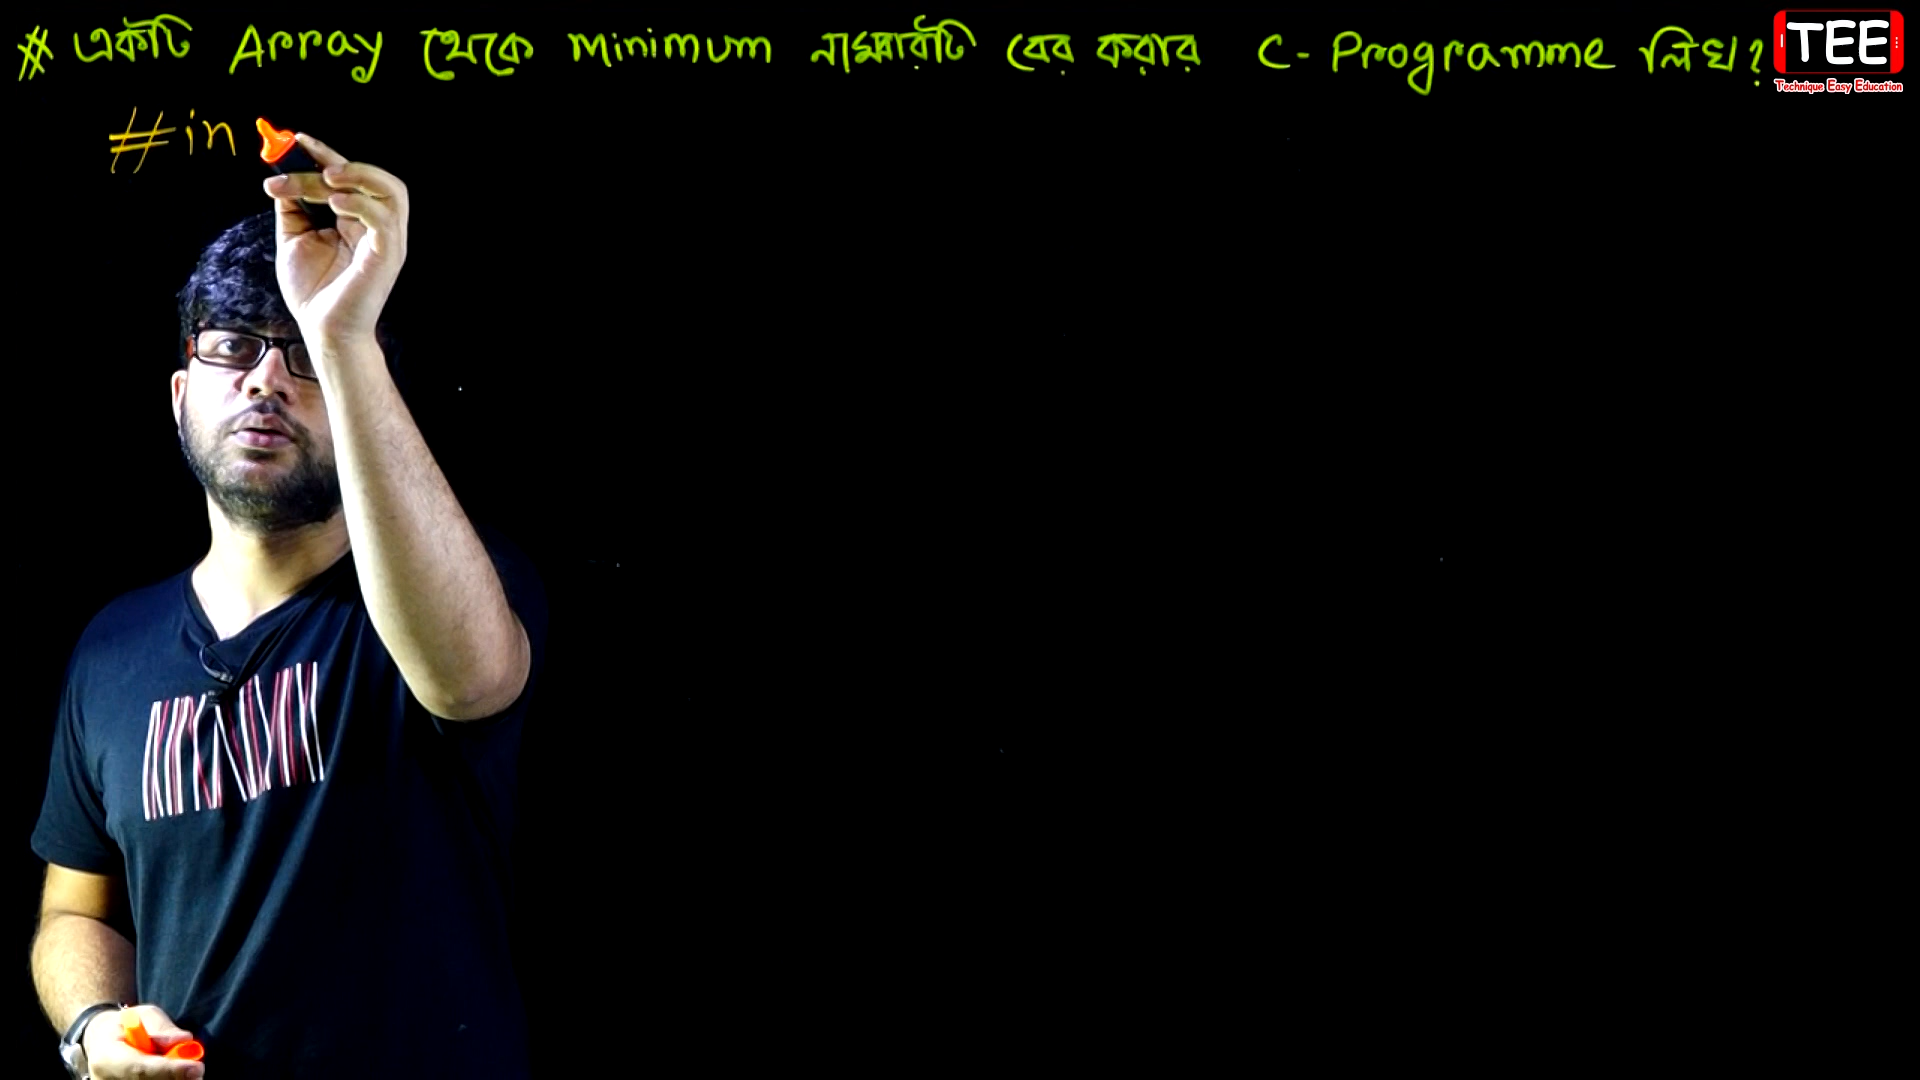 # একটি Array থেকে minimum নাম্বারটি বের করার C- Programme লিখ?
TEE
Technique Easy Education
#in